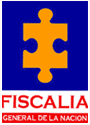 FISCALIA
GENERAL DE LA NACION